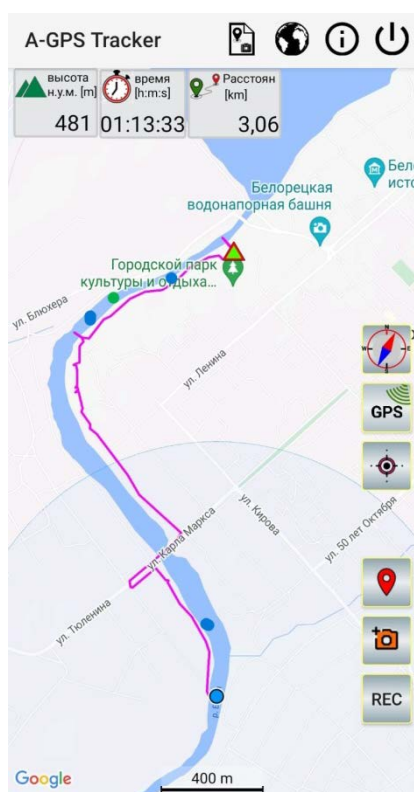 A-GPS Tracker
высота
н.у.м. [m]
481
время
[h:m:s]
01:13:33
Расстоян
[km]
3,06
Бел
исто
Белорецкая
водонапорная башня
Городской парк
культуры и отдыха...
ул. Блюхера
ул. Ленина
GPS
ул. Карла Маркса
ул. Кирова
ул. 50 лет Октября
ул. Тюленина
REC
Google
400 m